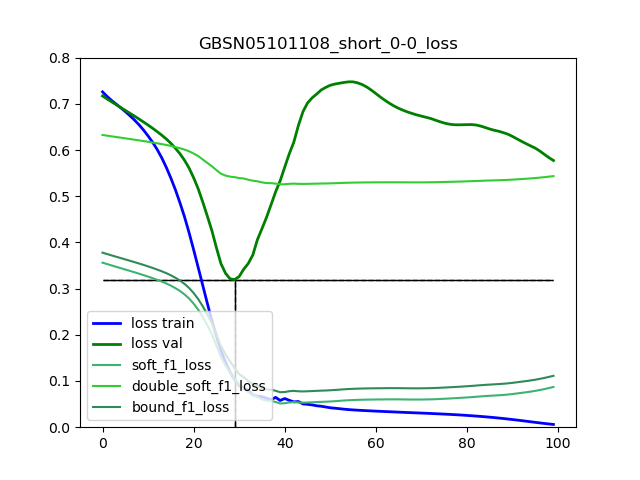 GBSN05101108_short_0-0_loss
0.8
0.7
0.6
0.5
0.4
0.3
0.2
0.1
0.0
loss train
loss val
soft_f1_loss
double_soft_f1_loss
bound_f1_loss
0 20 40 60 80 100